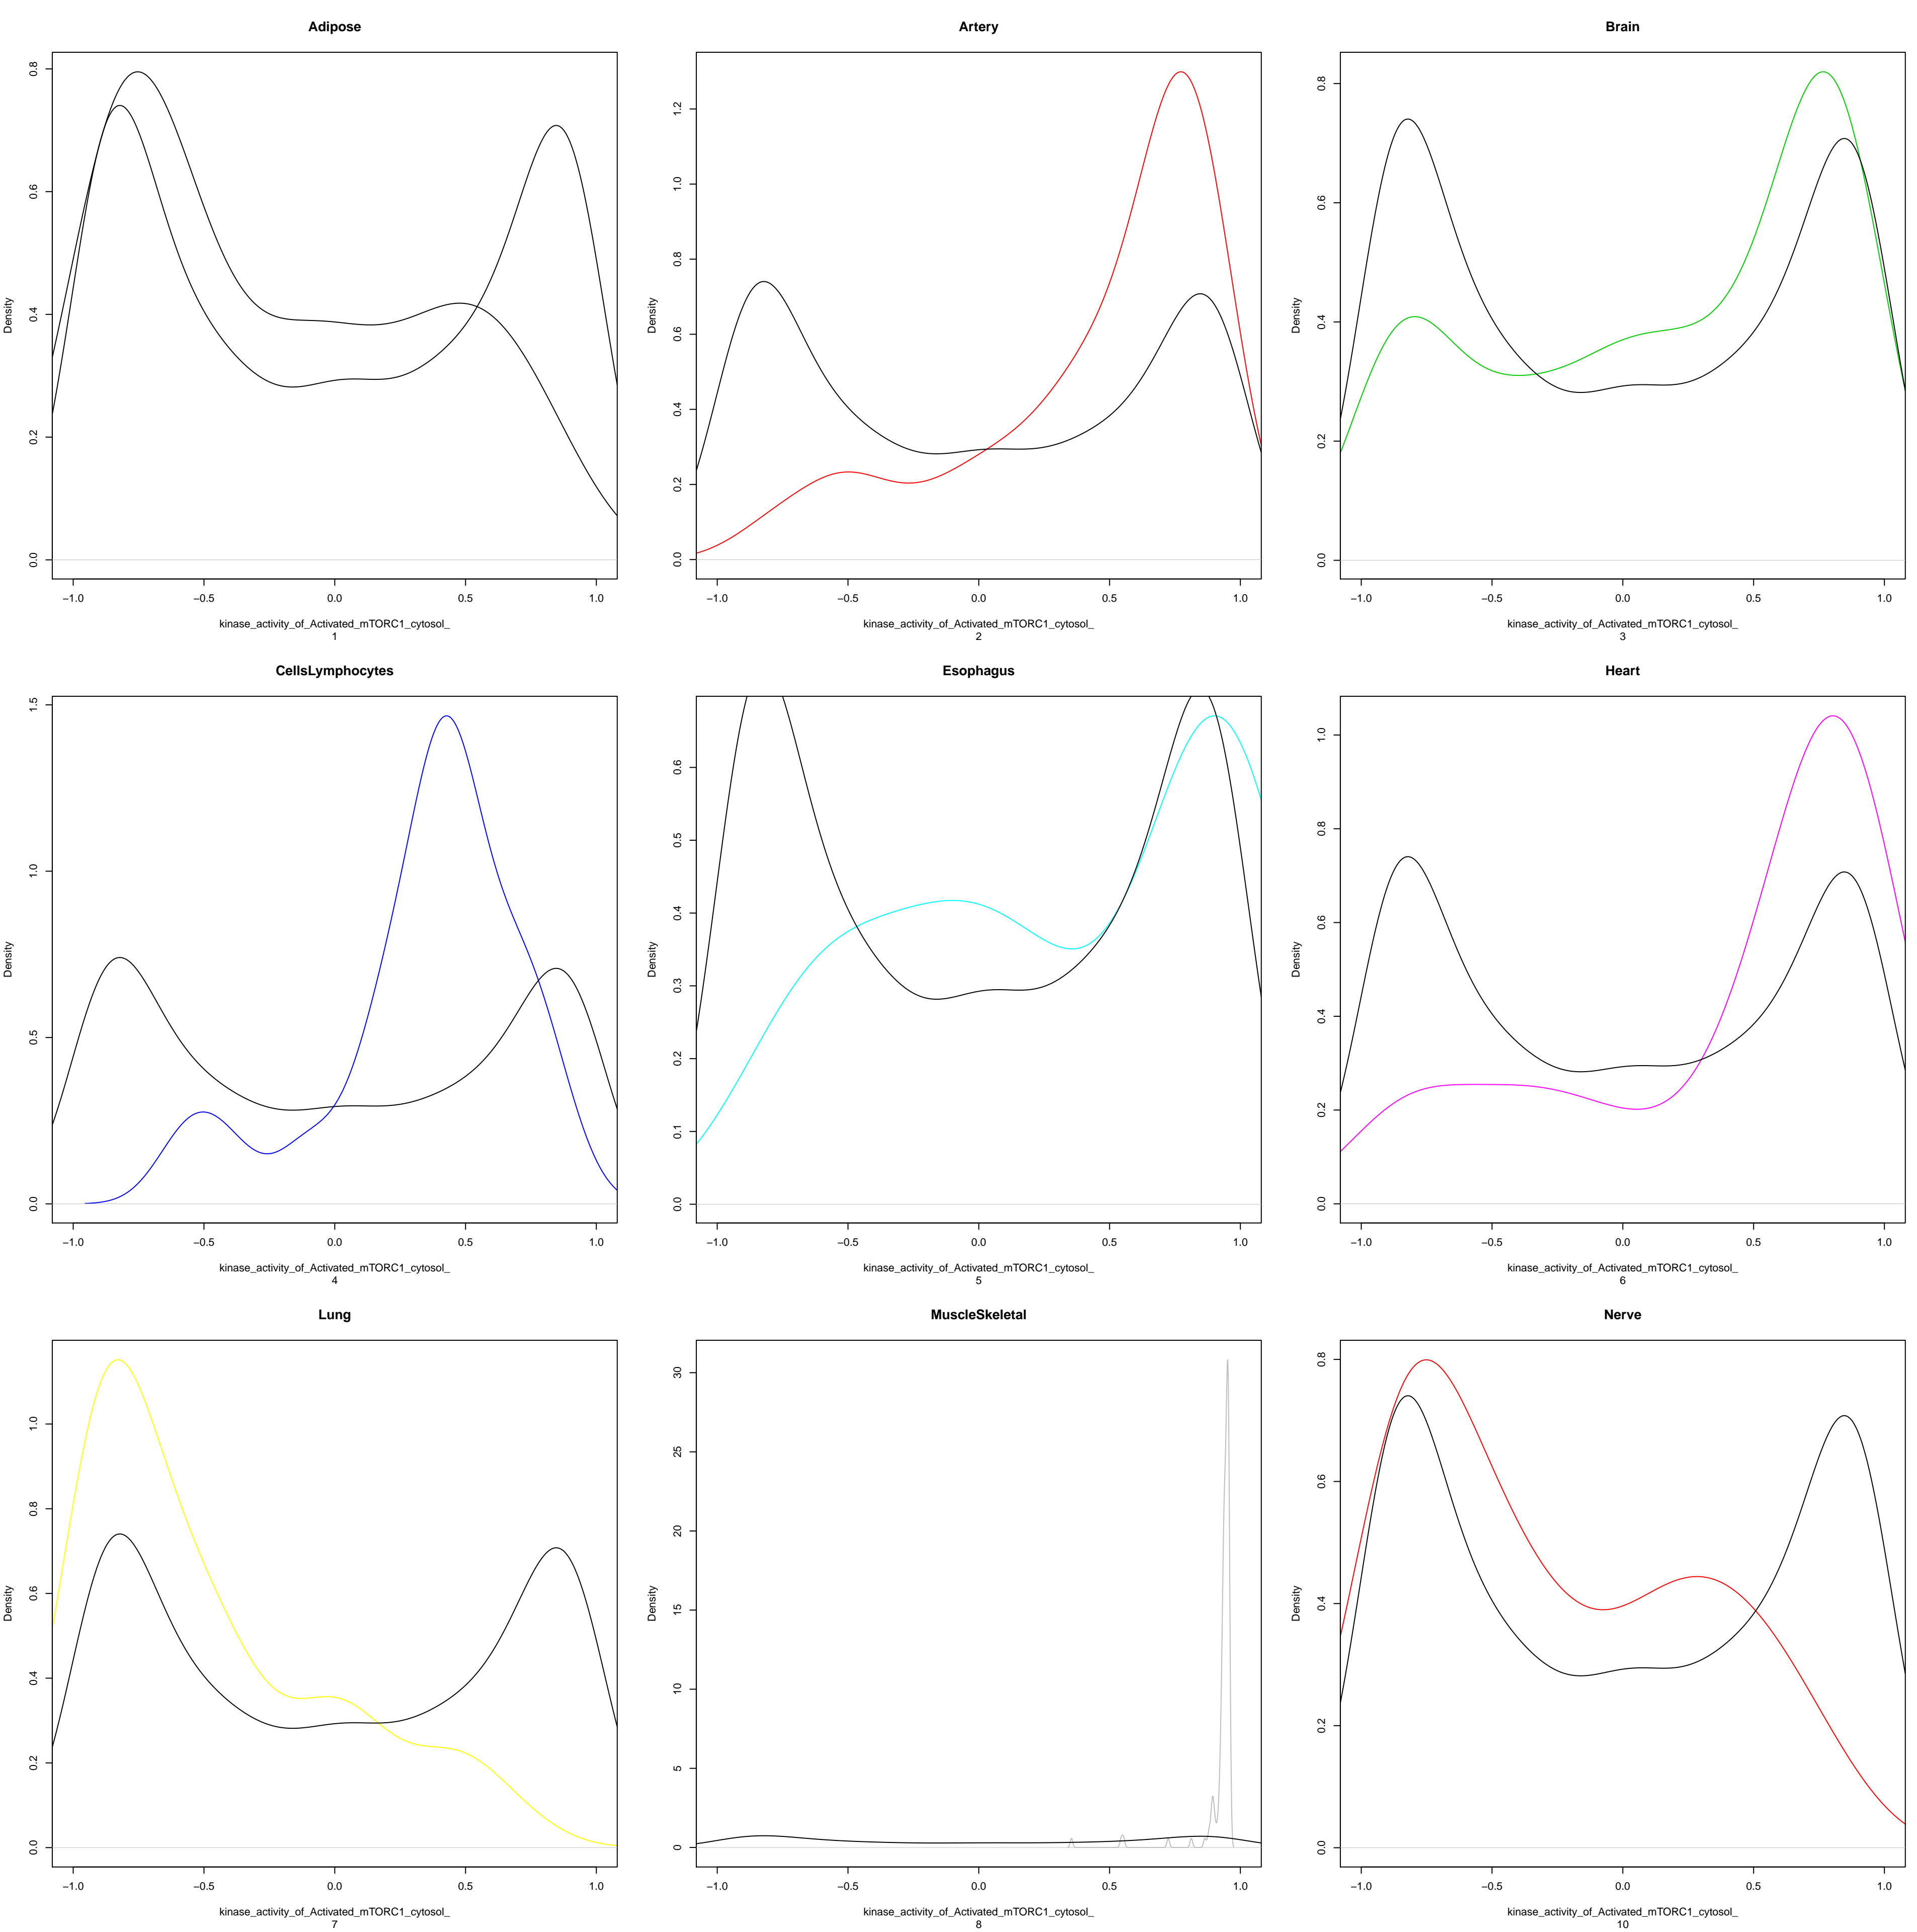 Adipose
Density
0.0 0.2 0.4 0.6 0.8
−1.0 −0.5 0.0 0.5 1.0
kinase_activity_of_Activated_mTORC1_cytosol_
1
Artery
Density
0.0 0.2 0.4 0.6 0.8 1.0 1.2
−1.0 −0.5 0.0 0.5 1.0
kinase_activity_of_Activated_mTORC1_cytosol_
2
Brain
Density
0.0 0.2 0.4 0.6 0.8
−1.0 −0.5 0.0 0.5 1.0
kinase_activity_of_Activated_mTORC1_cytosol_
3
CellsLymphocytes
Density
0.0 0.5 1.0 1.5
−1.0 −0.5 0.0 0.5 1.0
kinase_activity_of_Activated_mTORC1_cytosol_
4
Esophagus
Density
0.0 0.1 0.2 0.3 0.4 0.5 0.6
−1.0 −0.5 0.0 0.5 1.0
kinase_activity_of_Activated_mTORC1_cytosol_
5
Heart
Density
0.0 0.2 0.4 0.6 0.8 1.0
−1.0 −0.5 0.0 0.5 1.0
kinase_activity_of_Activated_mTORC1_cytosol_
6
Lung
Density
0.0 0.2 0.4 0.6 0.8 1.0
−1.0 −0.5 0.0 0.5 1.0
kinase_activity_of_Activated_mTORC1_cytosol_
7
MuscleSkeletal
Density
0 5 10 15 20 25 30
−1.0 −0.5 0.0 0.5 1.0
kinase_activity_of_Activated_mTORC1_cytosol_
8
Nerve
Density
0.0 0.2 0.4 0.6 0.8
−1.0 −0.5 0.0 0.5 1.0
kinase_activity_of_Activated_mTORC1_cytosol_
10